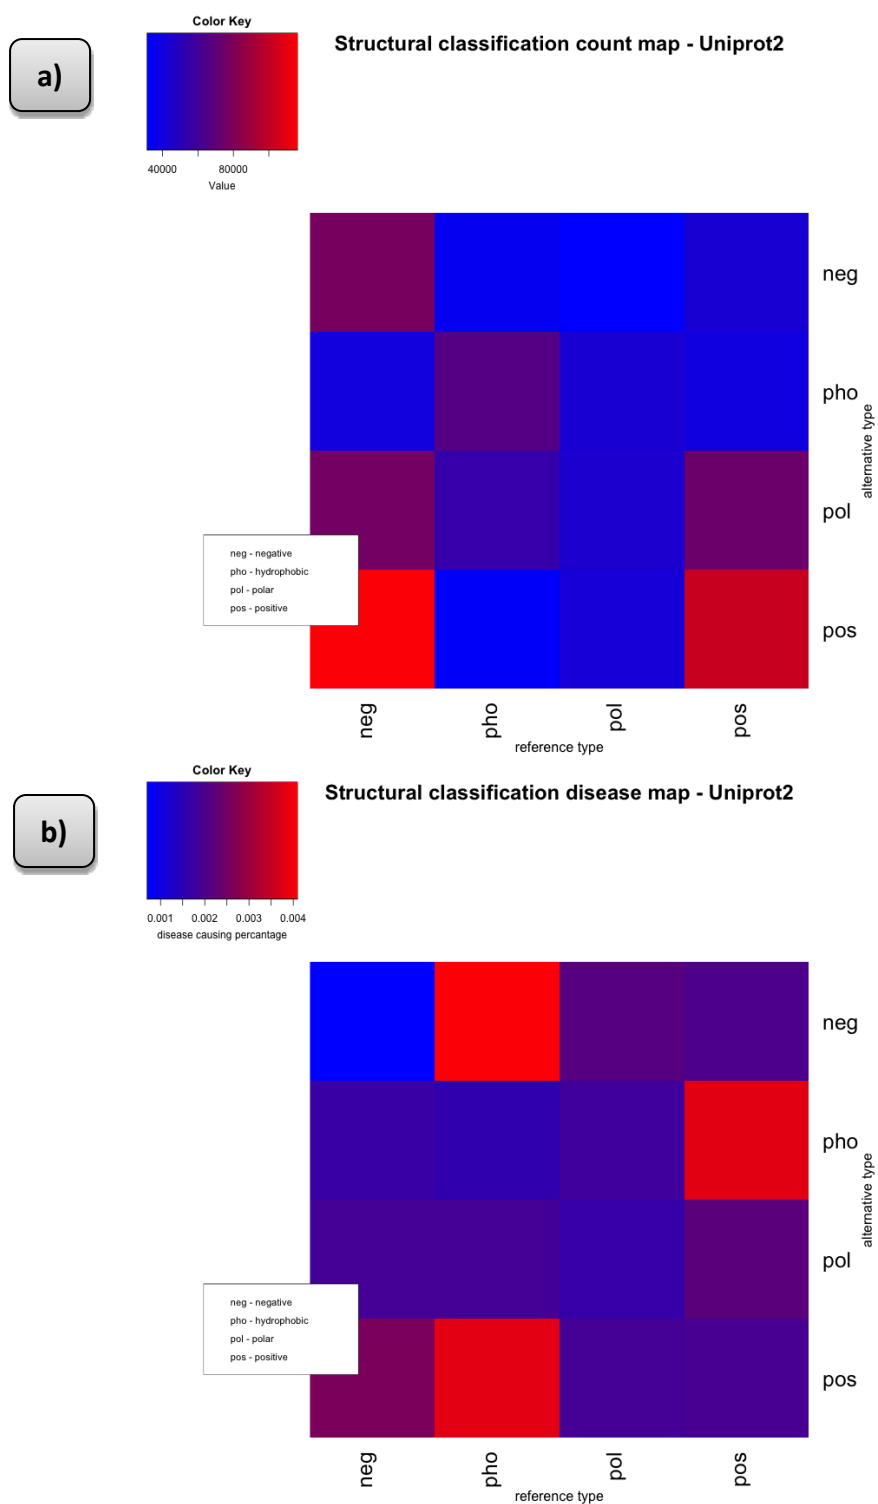 a)
Color Key
40000 80000
Value
Structural classification count map - Uniprot2
neg
pho
pol
pos
alternative type
neg - negative
pho - hydrophobic
pol - polar
pos - positive
neg pho pol pos
reference type
b)
Color Key
0.001 0.002 0.003 0.004
disease causing percantage
Structural classification disease map - Uniprot2
neg
pho
pol
pos
alternative type
neg - negative
pho - hydrophobic
pol - polar
pos - positive
neg pho pol pos
reference type